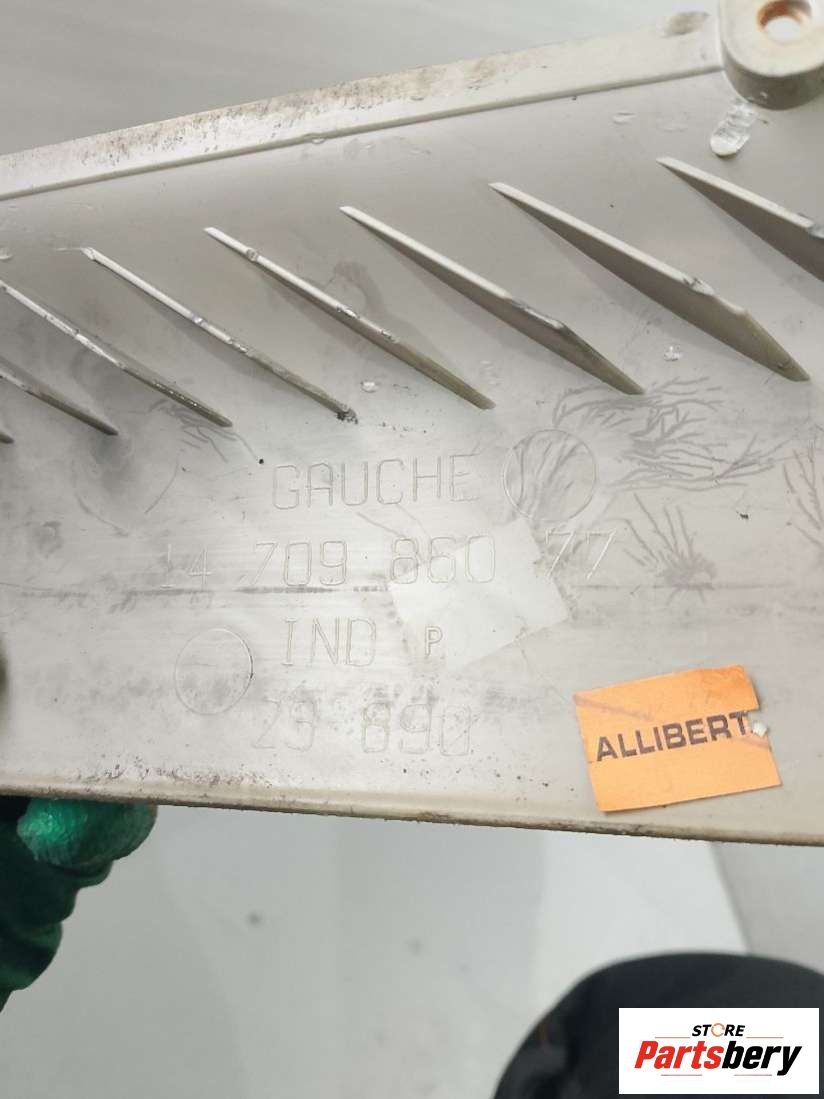 GAUCHE
14 709 860 77
IND P
23 890
ALLIBERT
STORE
Partsbery